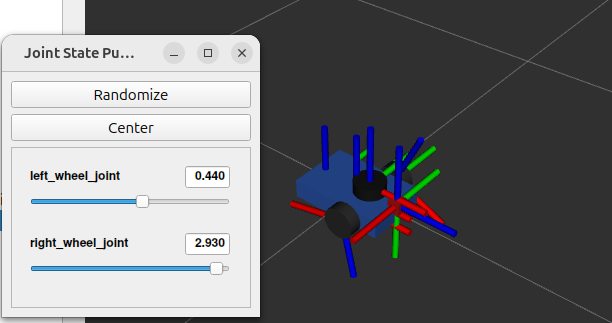 Joint State Pu...
Randomize
Center
left_wheel_joint 0.440
right_wheel_joint 2.930